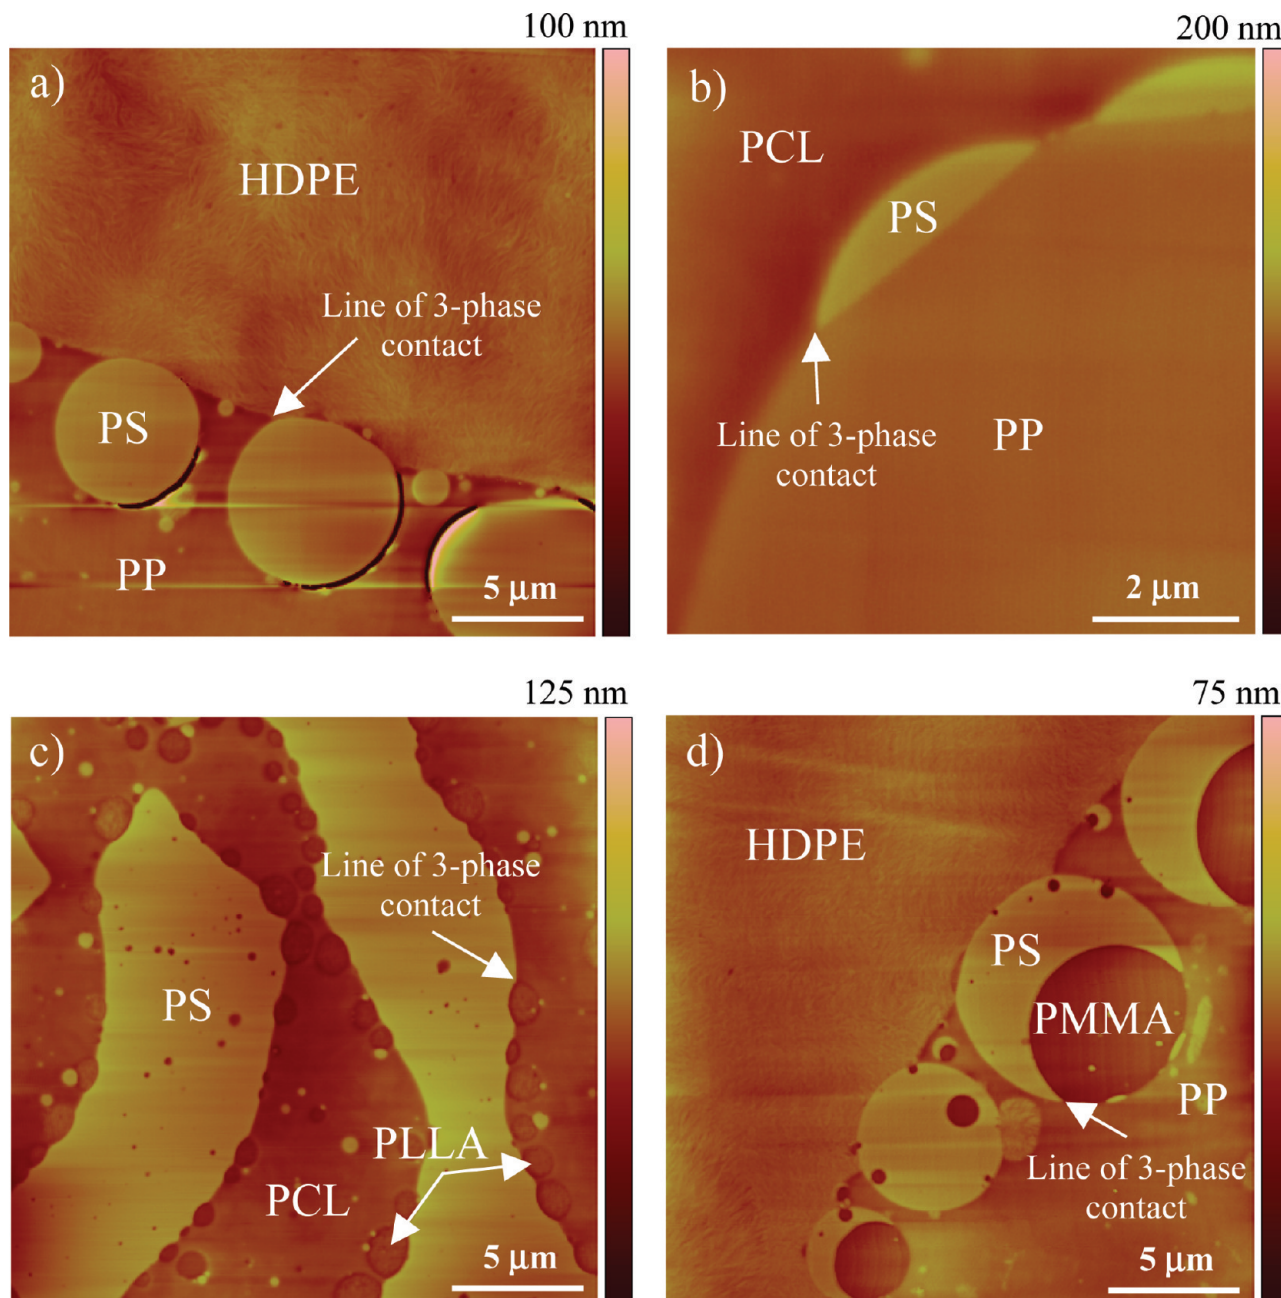 100 nm
a)
HDPE
Line of 3-phase
contact
PS
PP
5 μm
200 nm
b)
PCL
PS
Line of 3-phase
contact
PP
2 μm
125 nm
c)
Line of 3-phase
contact
PS
PLLA
PCL
5 μm
75 nm
d)
HDPE
PS
PMMA
PP
Line of 3-phase
contact
5 μm